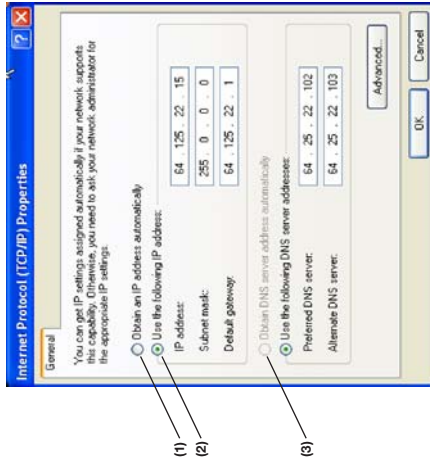 Internet Protocol (TCP/IP) Properties
General
You can get IP settings assigned automatically if your network supports
this capability. Otherwise, you need to ask your network administrator for
the appropriate IP settings.
(1)
Obtain an IP address automatically
(2)
Use the following IP address:
IP address: 64 . 125 . 22 . 15
Subnet mask: 255 . 0 . 0 . 0
Default gateway: 64 . 125 . 22 . 1
(3)
Obtain DNS server address automatically
Use the following DNS server addresses:
Preferred DNS server: 64 . 25 . 22 . 102
Alternate DNS server: 64 . 25 . 22 . 103
Advanced...
OK
Cancel